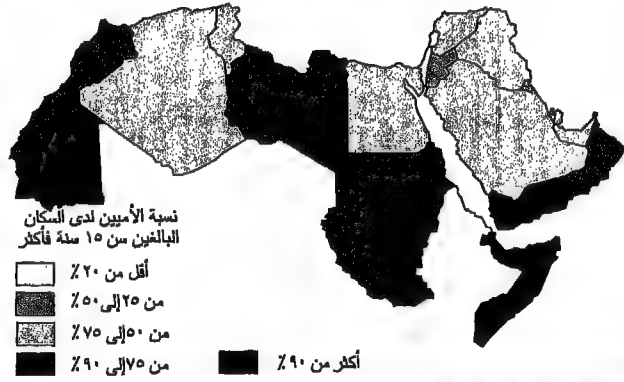 نسبة الأميين لدى السكان
البالغين سن ١٥ سنة فأكثر
أقل من ٢٠ ٪
من ٢٥ إلى ٥٠ ٪
من ٥٠ إلى ٧٥ ٪
من ٧٥ إلى ٩٠ ٪
أكثر من ٩٠ ٪